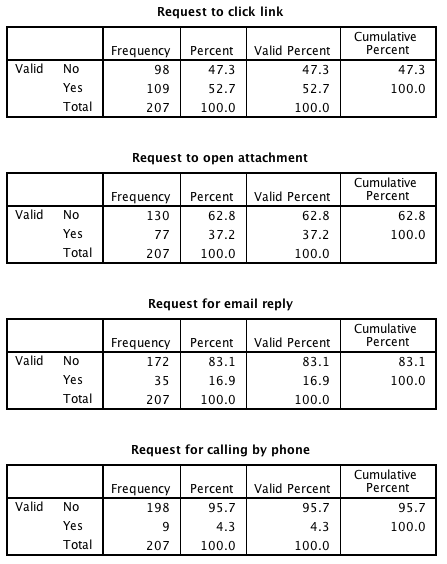 Request to click link
Cumulative
Frequency Percent Valid Percent Percent
Valid No 98 47.3 47.3 47.3
Yes 109 52.7 52.7 100.0
Total 207 100.0 100.0
Request to open attachment
Cumulative
Frequency Percent Valid Percent Percent
Valid No 130 62.8 62.8 62.8
Yes 77 37.2 37.2 100.0
Total 207 100.0 100.0
Request for email reply
Cumulative
Frequency Percent Valid Percent Percent
Valid No 172 83.1 83.1 83.1
Yes 35 16.9 16.9 100.0
Total 207 100.0 100.0
Request for calling by phone
Cumulative
Frequency Percent Valid Percent Percent
Valid No 198 95.7 95.7 95.7
Yes 9 4.3 4.3 100.0
Total 207 100.0 100.0